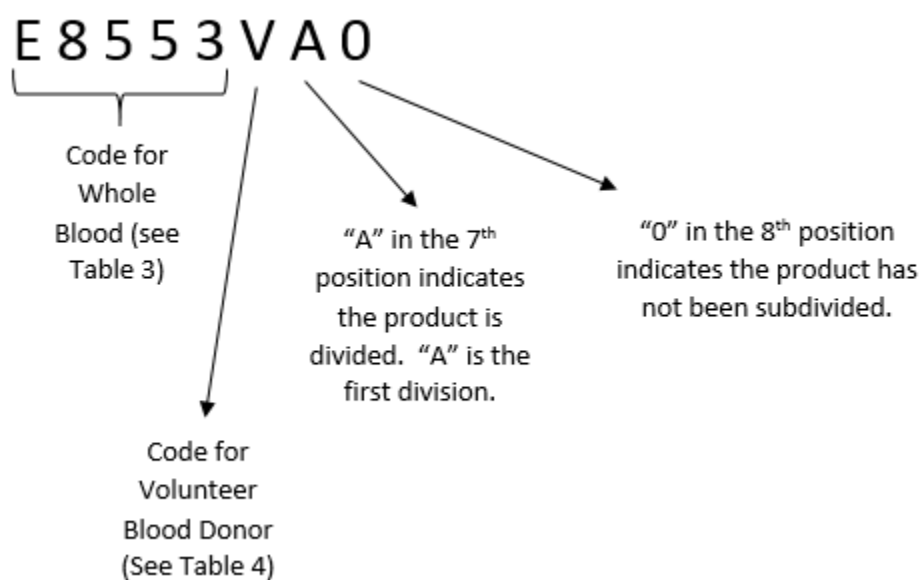 E 8 5 5 3 V A 0
Code for
Whole
Blood (see
Table 3)
“A” in the 7th
position indicates
the product is
divided.  “A” is the
first division.
“0” in the 8th position
indicates the product has
not been subdivided.
Code for
Volunteer
Blood Donor
(See Table 4)